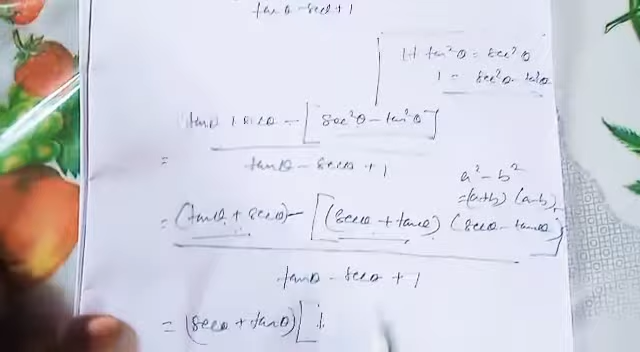 tanθ - secθ + 1
1 + tan²θ = sec²θ
1 = sec²θ - tan²θ
tanθ + secθ - [sec²θ - tan²θ]
= tanθ - secθ + 1
a² - b²
= (a+b) (a-b)
= (tanθ + secθ) - [(secθ + tanθ) (secθ - tanθ)]
tanθ - secθ + 1
= (secθ + tanθ) [1